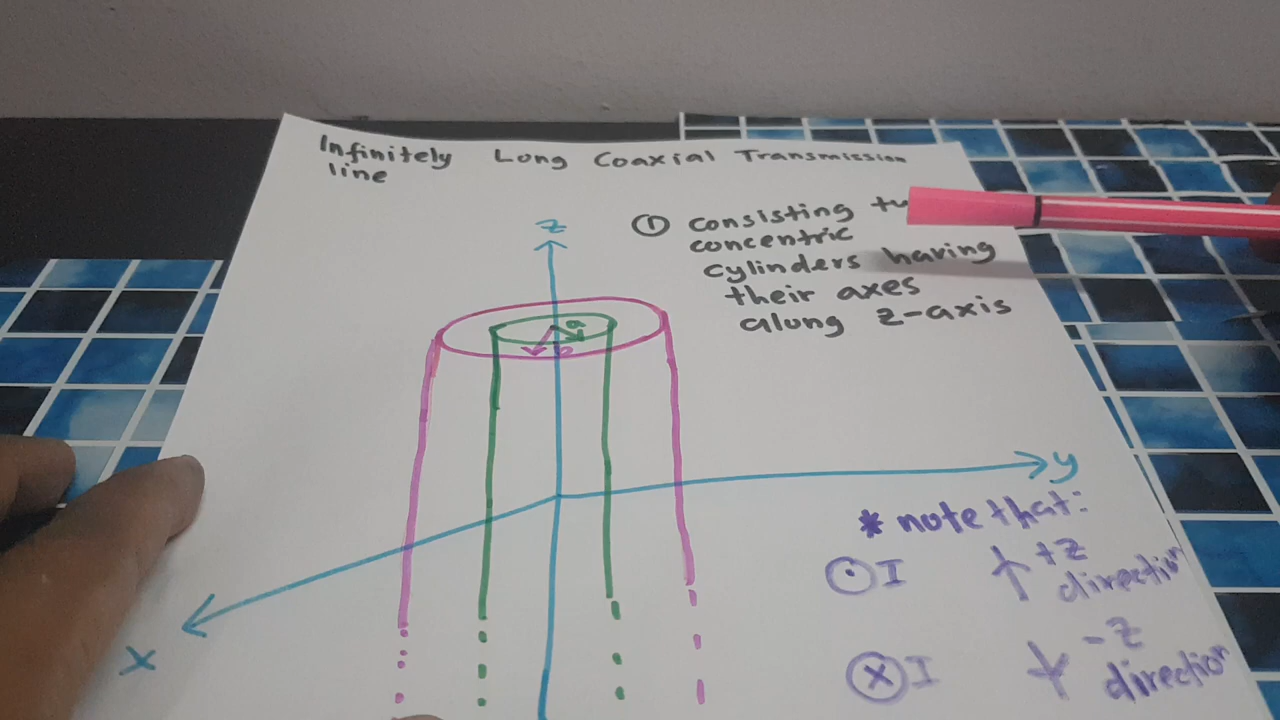 Infinitely Long Coaxial Transmission
line
① consisting
concentric
cylinders having
their axes
along z-axis
z
a
b
y
x
* note that:
⊙ I ↑ +z
direction
⊗ I ↓ -z
direction